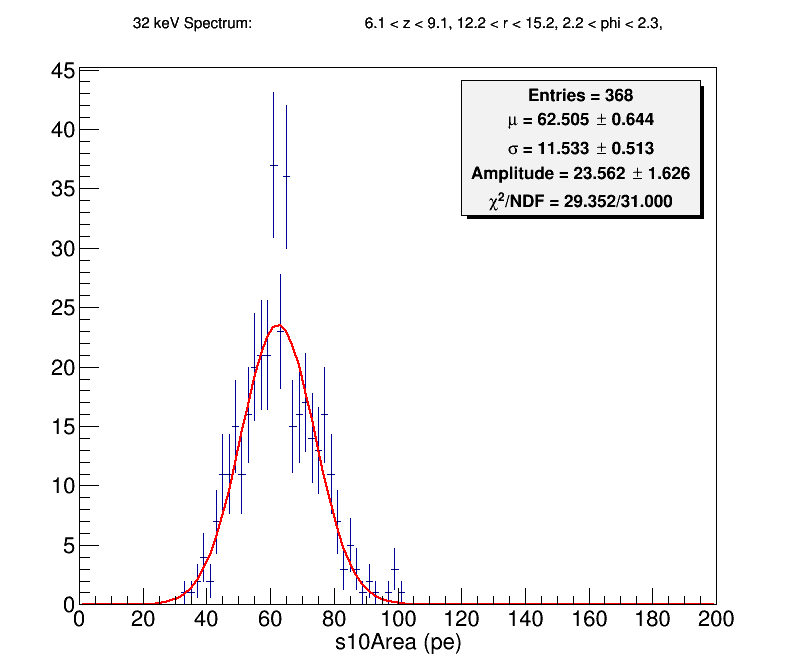 32 keV Spectrum: 6.1 < z < 9.1, 12.2 < r < 15.2, 2.2 < phi < 2.3,
45
40
35
30
25
20
15
10
5
0
Entries = 368
μ = 62.505 ± 0.644
σ = 11.533 ± 0.513
Amplitude = 23.562 ± 1.626
χ²/NDF = 29.352/31.000
0 20 40 60 80 100 120 140 160 180 200
s10Area (pe)